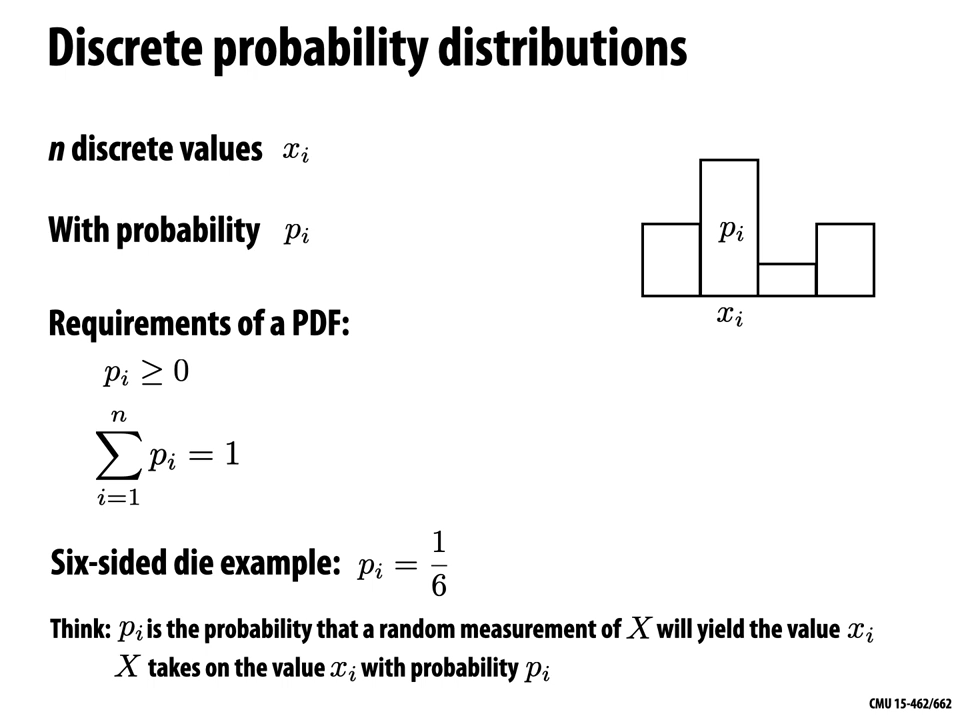 Discrete probability distributions
n discrete values x_i
With probability p_i
p_i
x_i
Requirements of a PDF:
p_i ≥ 0
\sum_{i=1}^{n} p_i = 1
Six-sided die example: p_i = \frac{1}{6}
Think: p_i is the probability that a random measurement of X will yield the value x_i
X takes on the value x_i with probability p_i
CMU 15-462/662